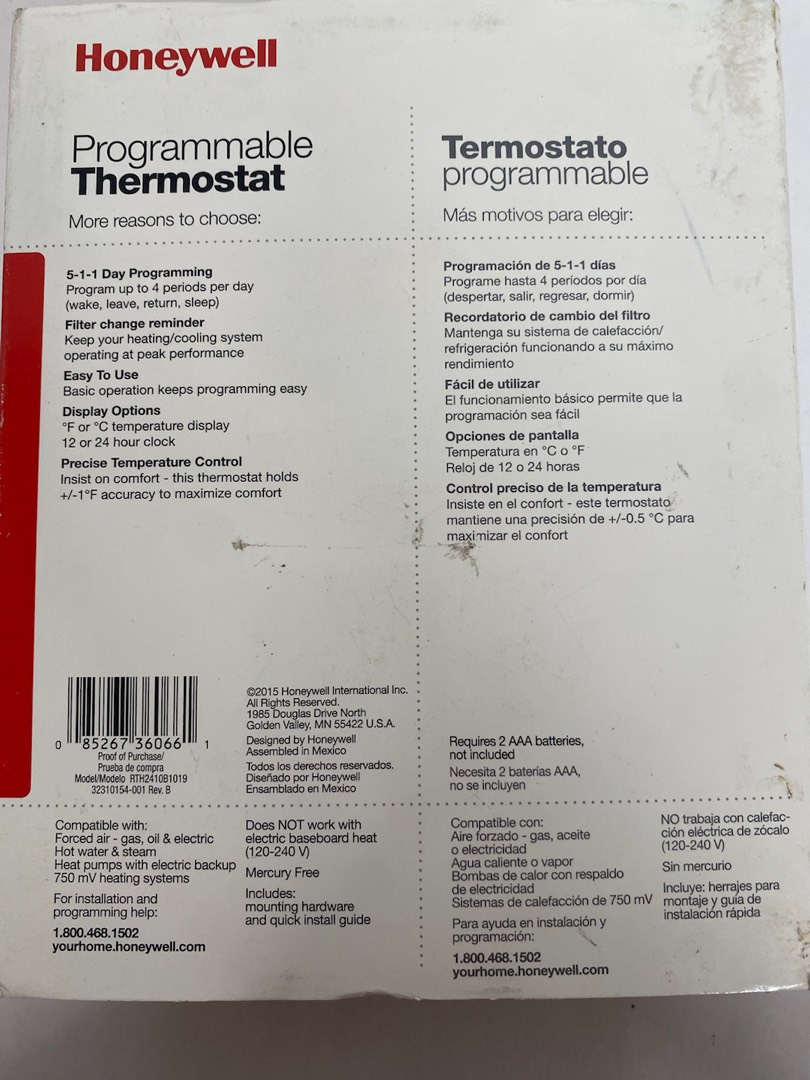 Honeywell
Programmable
Thermostat
More reasons to choose:
5-1-1 Day Programming
Program up to 4 periods per day
(wake, leave, return, sleep)
Filter change reminder
Keep your heating/cooling system
operating at peak performance
Easy To Use
Basic operation keeps programming easy
Display Options
°F or °C temperature display
12 or 24 hour clock
Precise Temperature Control
Insist on comfort - this thermostat holds
+/-1°F accuracy to maximize comfort
Termostato
programmable
Más motivos para elegir:
Programación de 5-1-1 días
Programe hasta 4 períodos por día
(despertar, salir, regresar, dormir)
Recordatorio de cambio del filtro
Mantenga su sistema de calefacción/
refrigeración funcionando a su máximo
rendimiento
Fácil de utilizar
El funcionamiento básico permite que la
programación sea fácil
Opciones de pantalla
Temperatura en °C o °F
Reloj de 12 o 24 horas
Control preciso de la temperatura
Insiste en el confort - este termostato
mantiene una precisión de +/-0.5 °C para
maximizar el confort
0 85267 36066 1
Proof of Purchase/
Prueba de compra
Model/Modelo RTH2410B1019
32310154-001 Rev. B
©2015 Honeywell International Inc.
All Rights Reserved.
1985 Douglas Drive North
Golden Valley, MN 55422 U.S.A.
Designed by Honeywell
Assembled in Mexico
Todos los derechos reservados.
Diseñado por Honeywell
Ensamblado en Mexico
Requires 2 AAA batteries,
not included
Necesita 2 baterías AAA,
no se incluyen
Compatible with:
Forced air - gas, oil & electric
Hot water & steam
Heat pumps with electric backup
750 mV heating systems
For installation and
programming help:
1.800.468.1502
yourhome.honeywell.com
Does NOT work with
electric baseboard heat
(120-240 V)
Mercury Free
Includes:
mounting hardware
and quick install guide
Compatible con:
Aire forzado - gas, aceite
o electricidad
Agua caliente o vapor
Bombas de calor con respaldo
de electricidad
Sistemas de calefacción de 750 mV
Para ayuda en instalación y
programación:
1.800.468.1502
yourhome.honeywell.com
NO trabaja con calefac-
ción eléctrica de zócalo
(120-240 V)
Sin mercurio
Incluye: herrajes para
montaje y guía de
instalación rápida